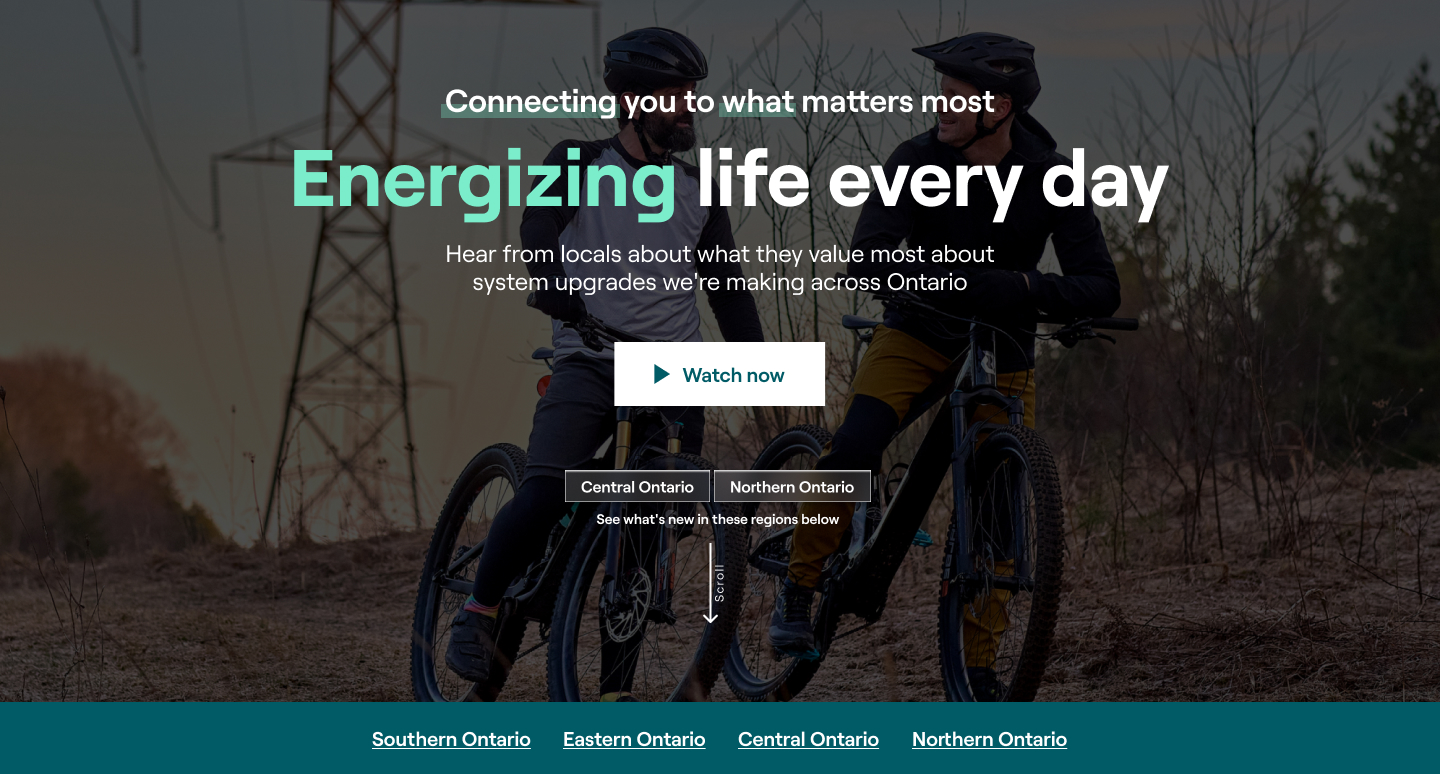 Connecting you to what matters most
Energizing life every day
Hear from locals about what they value most about
system upgrades we're making across Ontario
Watch now
Central Ontario Northern Ontario
See what's new in these regions below
Scroll
Southern Ontario Eastern Ontario Central Ontario Northern Ontario